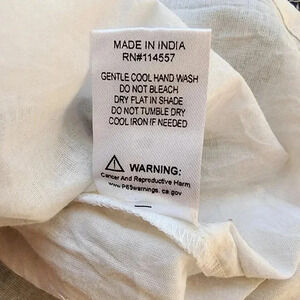 MADE IN INDIA
RN#114557
GENTLE COOL HAND WASH
DO NOT BLEACH
DRY FLAT IN SHADE
DO NOT TUMBLE DRY
COOL IRON IF NEEDED
WARNING:
Cancer And Reproductive Harm
www.P65warnings.ca.gov